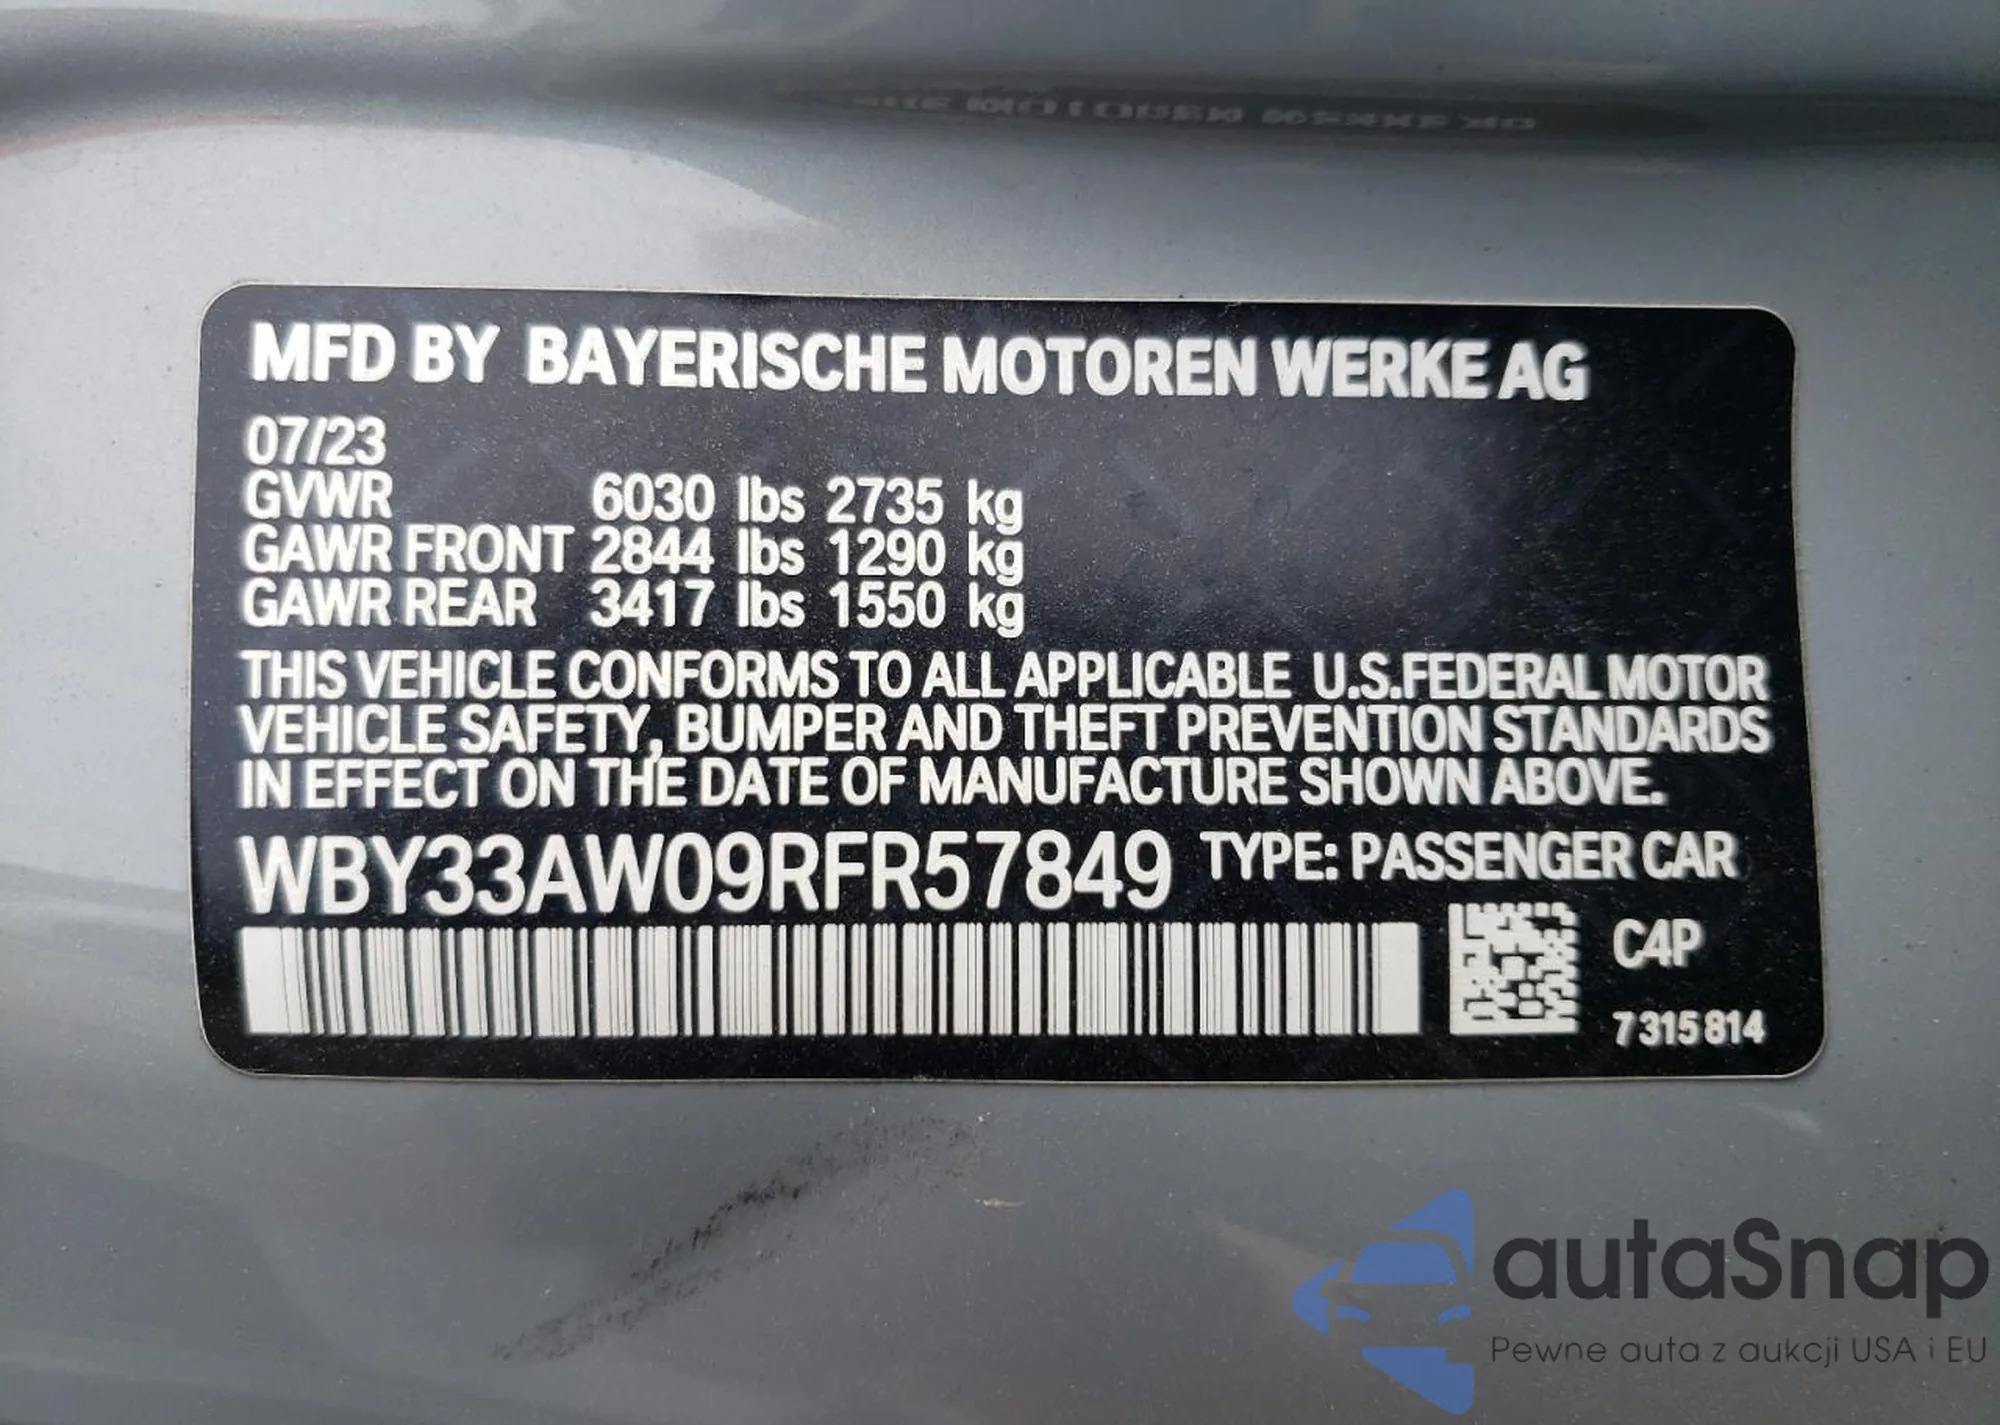 MFD BY BAYERISCHE MOTOREN WERKE AG
07/23
GVWR 6030 lbs 2735 kg
GAWR FRONT 2844 lbs 1290 kg
GAWR REAR 3417 lbs 1550 kg
THIS VEHICLE CONFORMS TO ALL APPLICABLE U.S.FEDERAL MOTOR
VEHICLE SAFETY, BUMPER AND THEFT PREVENTION STANDARDS
IN EFFECT ON THE DATE OF MANUFACTURE SHOWN ABOVE.
WBY33AW09RFR57849 TYPE: PASSENGER CAR
C4P
7 315 814
autaSnap
Pewne auta z aukcji USA i EU